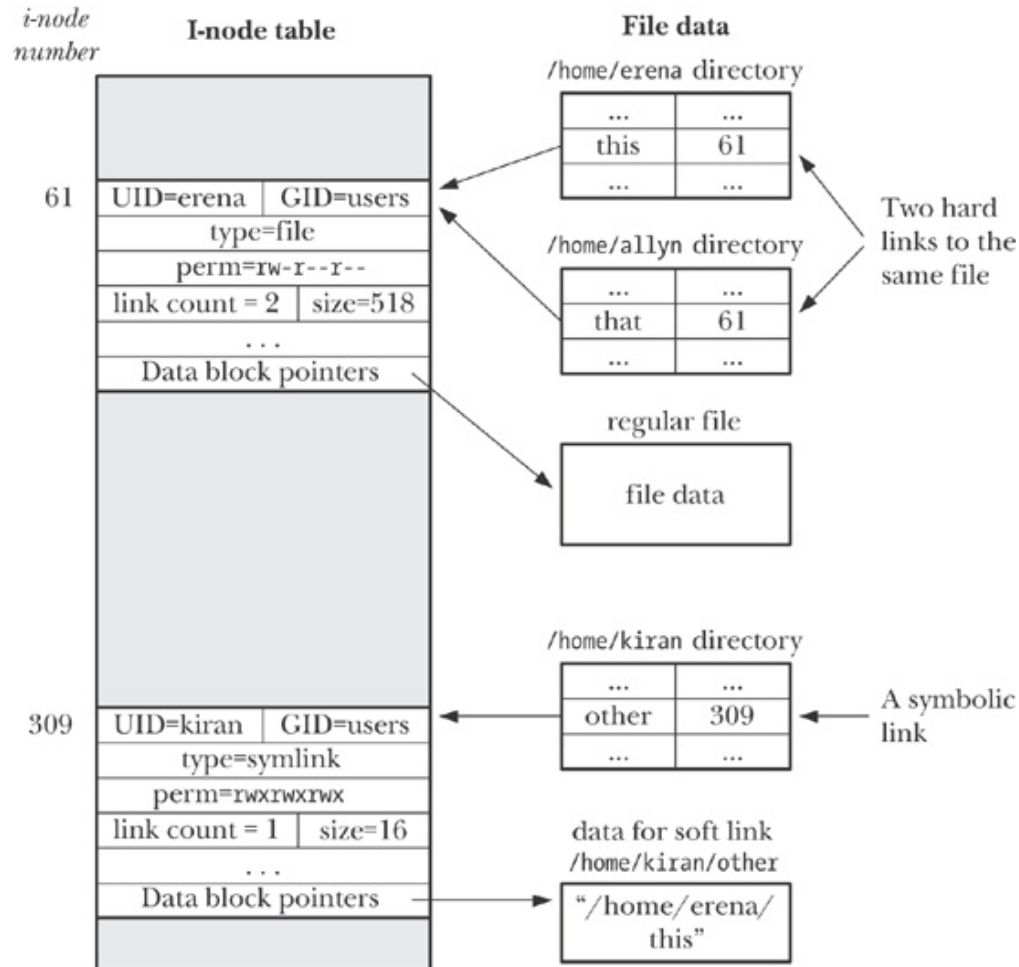 i-node
number
I-node table
File data
/home/erena directory
... ...
this 61
... ...
61
UID=erena GID=users
type=file
perm=rw-r--r--
link count = 2 size=518
. . .
Data block pointers
/home/allyn directory
... ...
that 61
... ...
Two hard
links to the
same file
regular file
file data
/home/kiran directory
... ...
other 309
... ...
A symbolic
link
309
UID=kiran GID=users
type=symlink
perm=rwxrwxrwx
link count = 1 size=16
. . .
Data block pointers
data for soft link
/home/kiran/other
“/home/erena/
this”